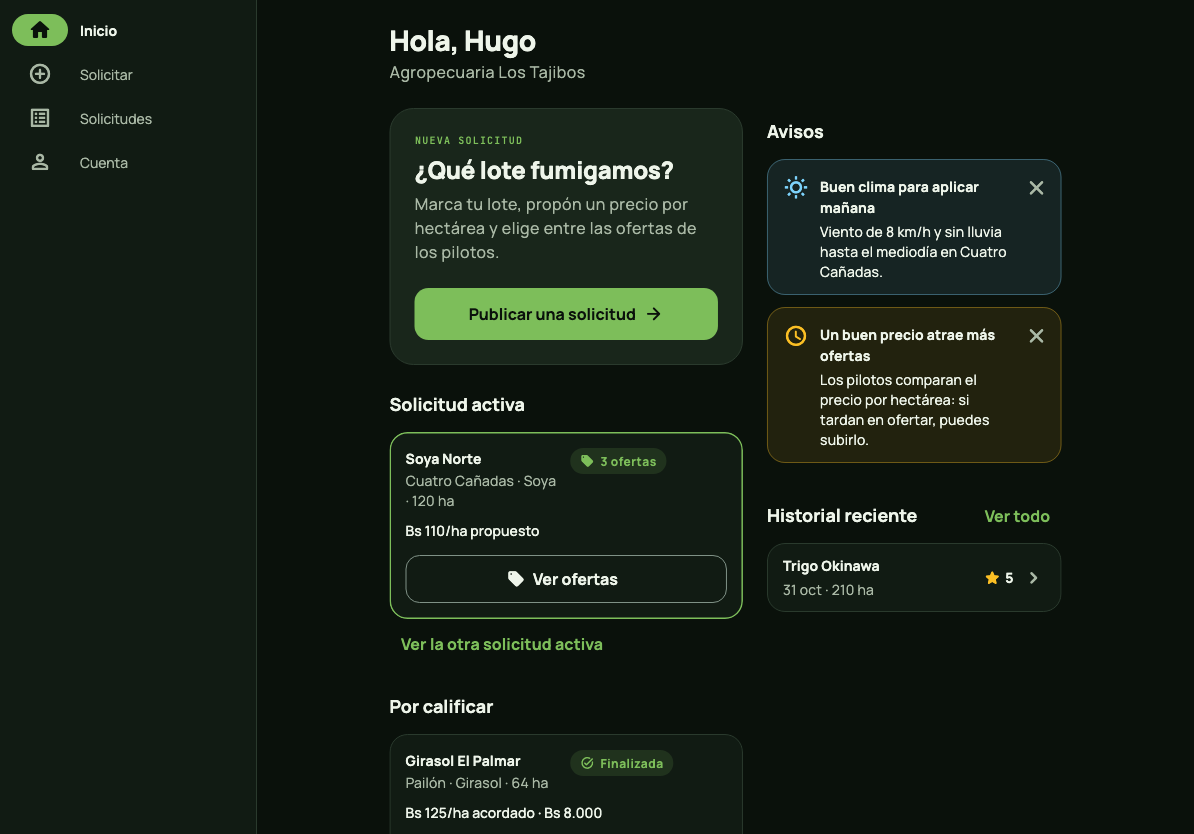 Inicio
Solicitar
Solicitudes
Cuenta
Hola, Hugo
Agropecuaria Los Tajibos
NUEVA SOLICITUD
¿Qué lote fumigamos?
Marca tu lote, propón un precio por
hectárea y elige entre las ofertas de
los pilotos.
Publicar una solicitud
Solicitud activa
Soya Norte
3 ofertas
Cuatro Cañadas · Soya
· 120 ha
Bs 110/ha propuesto
Ver ofertas
Ver la otra solicitud activa
Por calificar
Girasol El Palmar
Finalizada
Pailón · Girasol · 64 ha
Bs 125/ha acordado · Bs 8.000
Avisos
Buen clima para aplicar
mañana
Viento de 8 km/h y sin lluvia
hasta el mediodía en Cuatro
Cañadas.
Un buen precio atrae más
ofertas
Los pilotos comparan el
precio por hectárea: si
tardan en ofertar, puedes
subirlo.
Historial reciente
Ver todo
Trigo Okinawa
31 oct · 210 ha
5